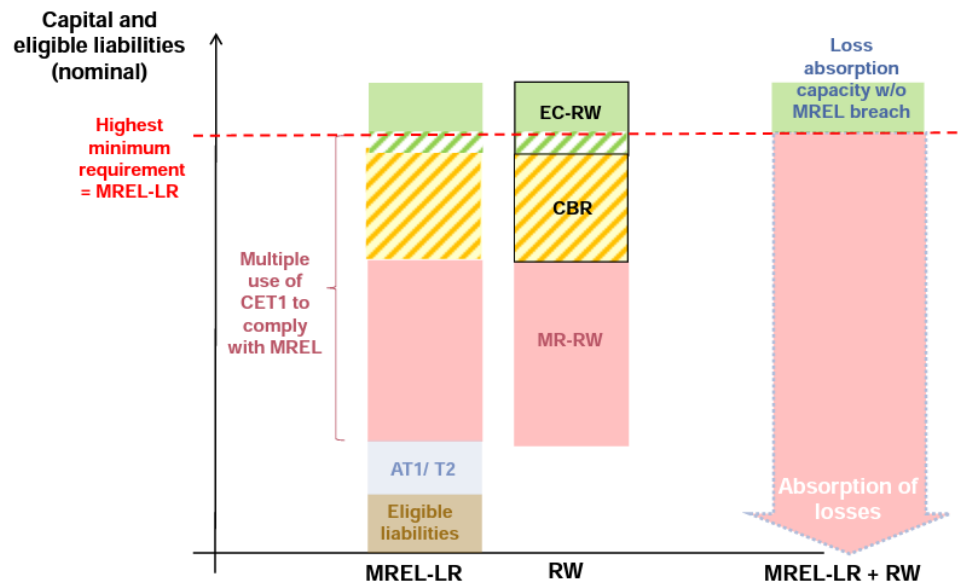 Capital and
eligible liabilities
(nominal)
Highest
minimum
requirement
= MREL-LR
Multiple
use of
CET1 to
comply
with MREL
AT1/ T2
Eligible
liabilities
EC-RW
CBR
MR-RW
Loss
absorption
capacity w/o
MREL breach
Absorption of
losses
MREL-LR
RW
MREL-LR + RW